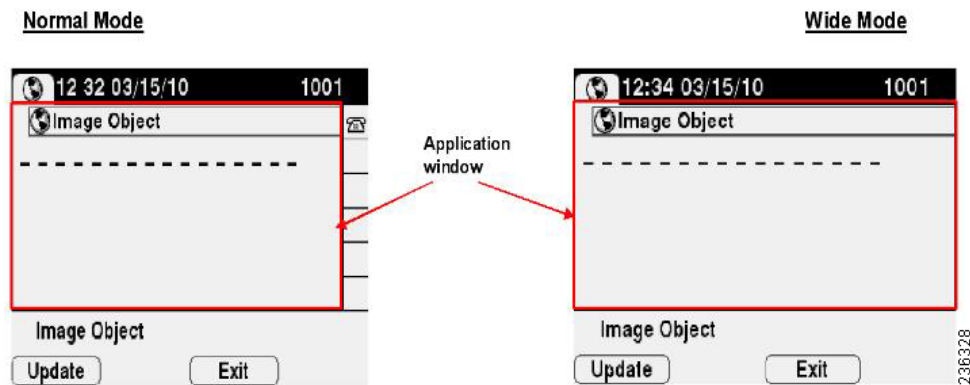 Normal Mode
Wide Mode
12 32 03/15/10 1001
Image Object
Image Object
Update Exit
Application
window
12:34 03/15/10 1001
Image Object
Image Object
Update Exit
236328